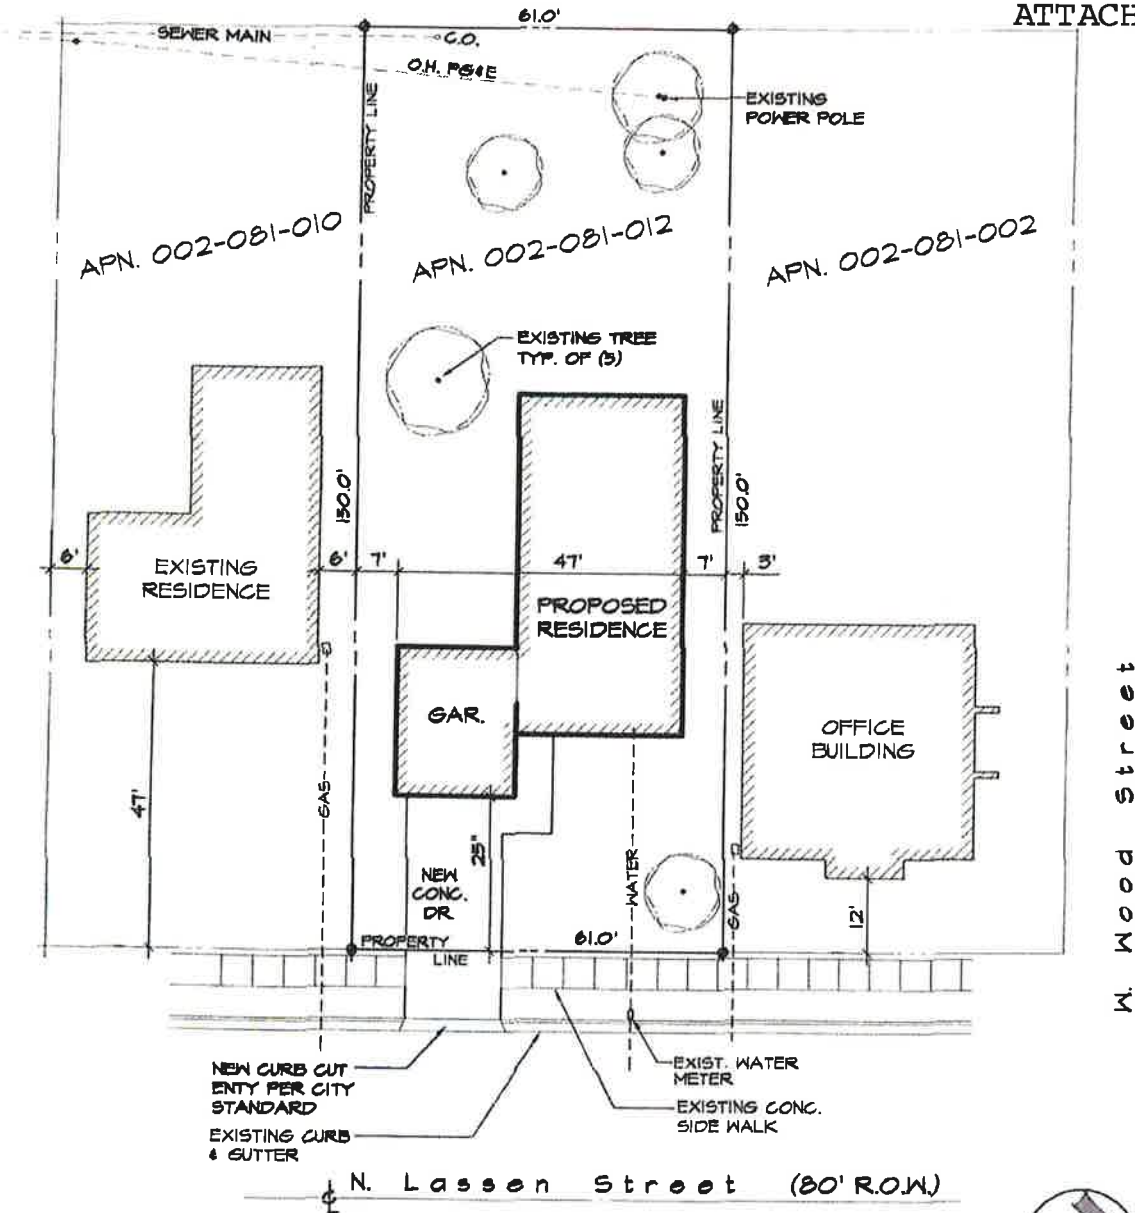 ATTACH
61.0'
SEWER MAIN
C.O.
O.H. PG&E
EXISTING
POWER POLE
PROPERTY LINE
APN. 002-081-010
APN. 002-081-012
APN. 002-081-002
EXISTING TREE
TYP. OF (5)
PROPERTY LINE
150.0'
150.0'
6'
EXISTING
RESIDENCE
6'
7'
47'
7'
3'
PROPOSED
RESIDENCE
GAR.
OFFICE
BUILDING
W. Wood Street
47'
GAS
25"
NEW
CONC.
DR
WATER
GAS
12'
PROPERTY
LINE
61.0'
NEW CURB CUT
ENTY PER CITY
STANDARD
EXISTING CURB
& GUTTER
EXIST. WATER
METER
EXISTING CONC.
SIDE WALK
N. Lassen Street (80' R.O.W.)